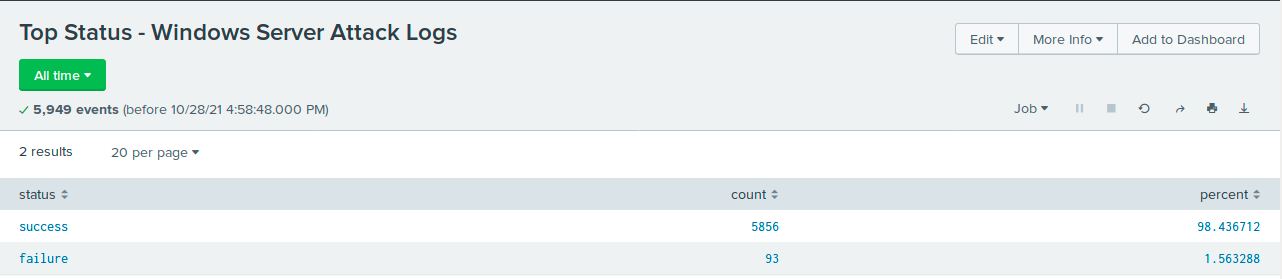 Top Status - Windows Server Attack Logs
Edit More Info Add to Dashboard
All time
5,949 events (before 10/28/21 4:58:48.000 PM)
Job
2 results 20 per page
status count percent
success 5856 98.436712
failure 93 1.563288